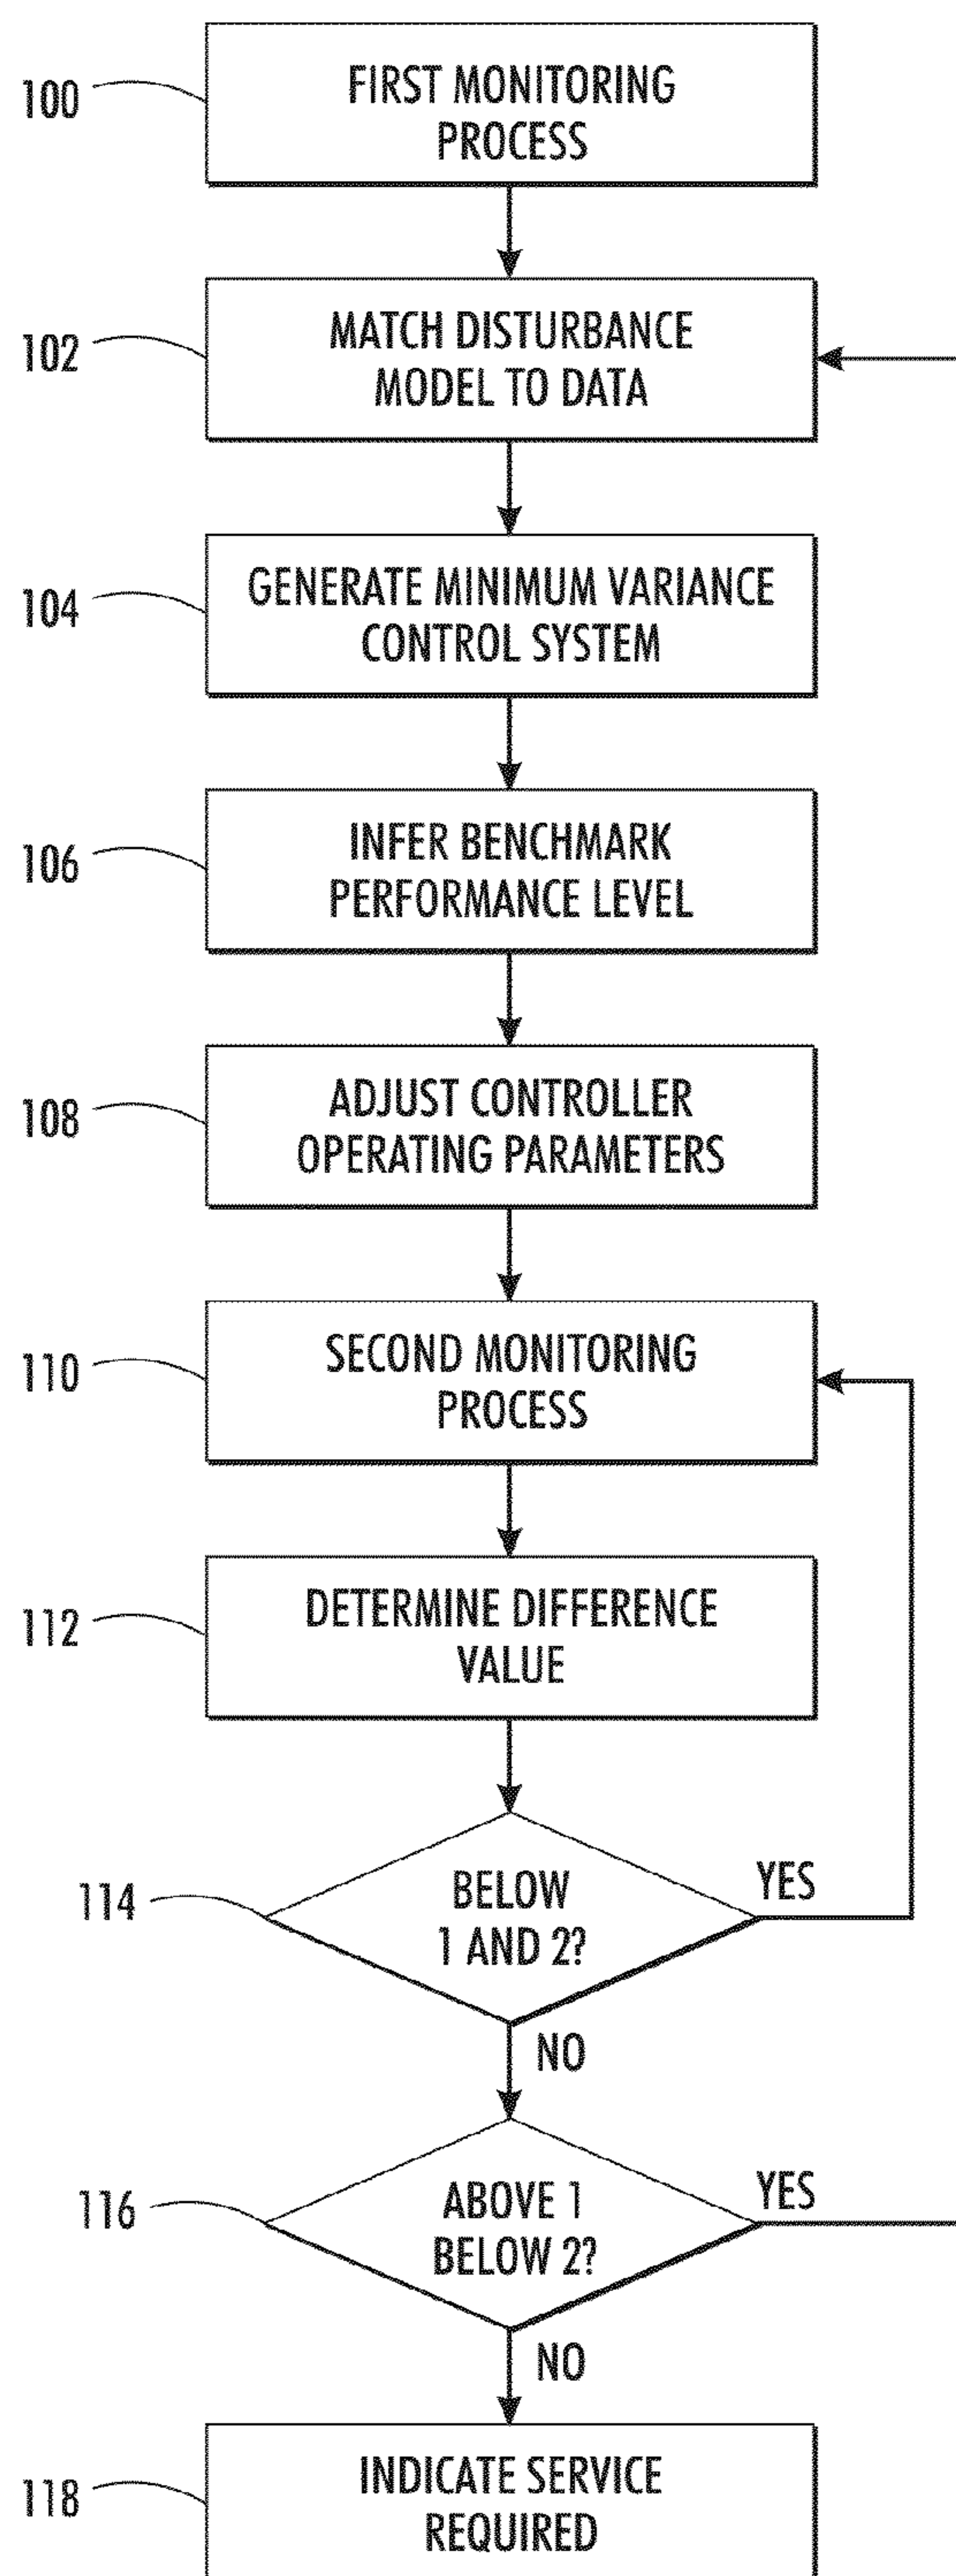 100
FIRST MONITORING
PROCESS
102
MATCH DISTURBANCE
MODEL TO DATA
104
GENERATE MINIMUM VARIANCE
CONTROL SYSTEM
106
INFER BENCHMARK
PERFORMANCE LEVEL
108
ADJUST CONTROLLER
OPERATING PARAMETERS
110
SECOND MONITORING
PROCESS
112
DETERMINE DIFFERENCE
VALUE
114
BELOW
1 AND 2?
YES
NO
116
ABOVE 1
BELOW 2?
YES
NO
118
INDICATE SERVICE
REQUIRED